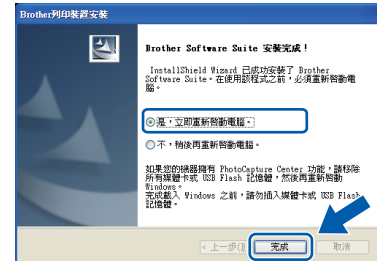 Brother列印裝置安裝
Brother Software Suite 安裝完成！
InstallShield Wizard 已成功安裝了 Brother
Software Suite。在使用該程式之前，必須重新啟動電
腦。
是，立即重新啟動電腦。
不，稍後再重新啟動電腦。
如果您的機器擁有 PhotoCapture Center 功能，請移除
所有媒體卡或 USB Flash 記憶體，然後再重新啟動
Windows。
完成載入 Windows 之前，請勿插入媒體卡或 USB Flash
記憶體。
< 上一步(B 完成 取消